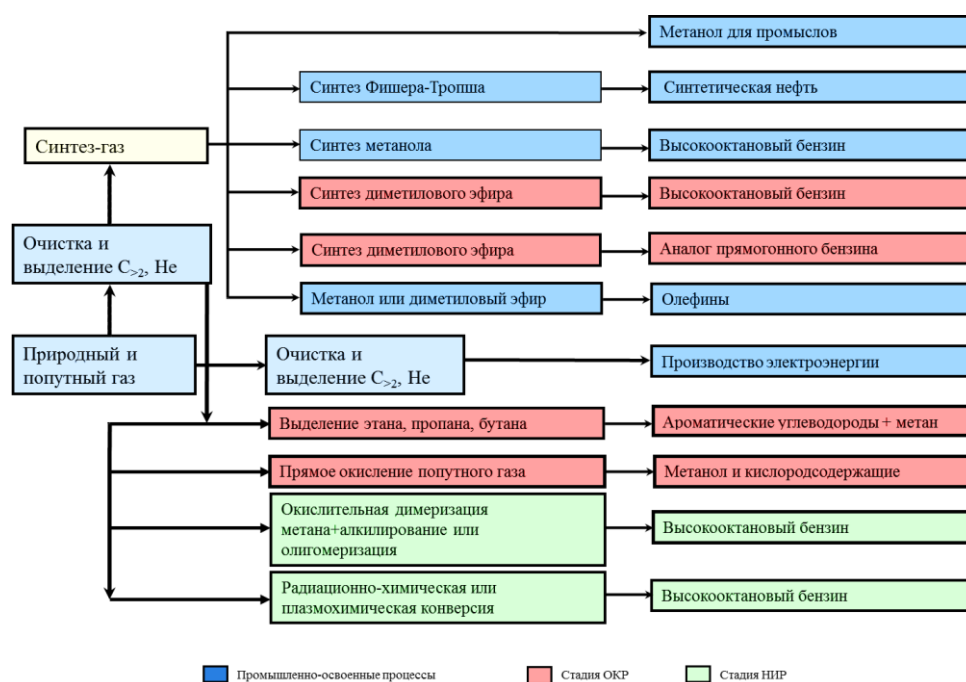 Метанол для промыслов
Синтез Фишера-Тропша
Синтетическая нефть
Синтез-газ
Синтез метанола
Высокооктановый бензин
Синтез диметилового эфира
Высокооктановый бензин
Очистка и
выделение C>2, He
Синтез диметилового эфира
Аналог прямогонного бензина
Метанол или диметиловый эфир
Олефины
Природный и
попутный газ
Очистка и
выделение C>2, He
Производство электроэнергии
Выделение этана, пропана, бутана
Ароматические углеводороды + метан
Прямое окисление попутного газа
Метанол и кислородсодержащие
Окислительная димеризация
метана+алкилирование или
олигомеризация
Высокооктановый бензин
Радиационно-химическая или
плазмохимическая конверсия
Высокооктановый бензин
Промышленно-освоенные процессы
Стадия ОКР
Стадия НИР